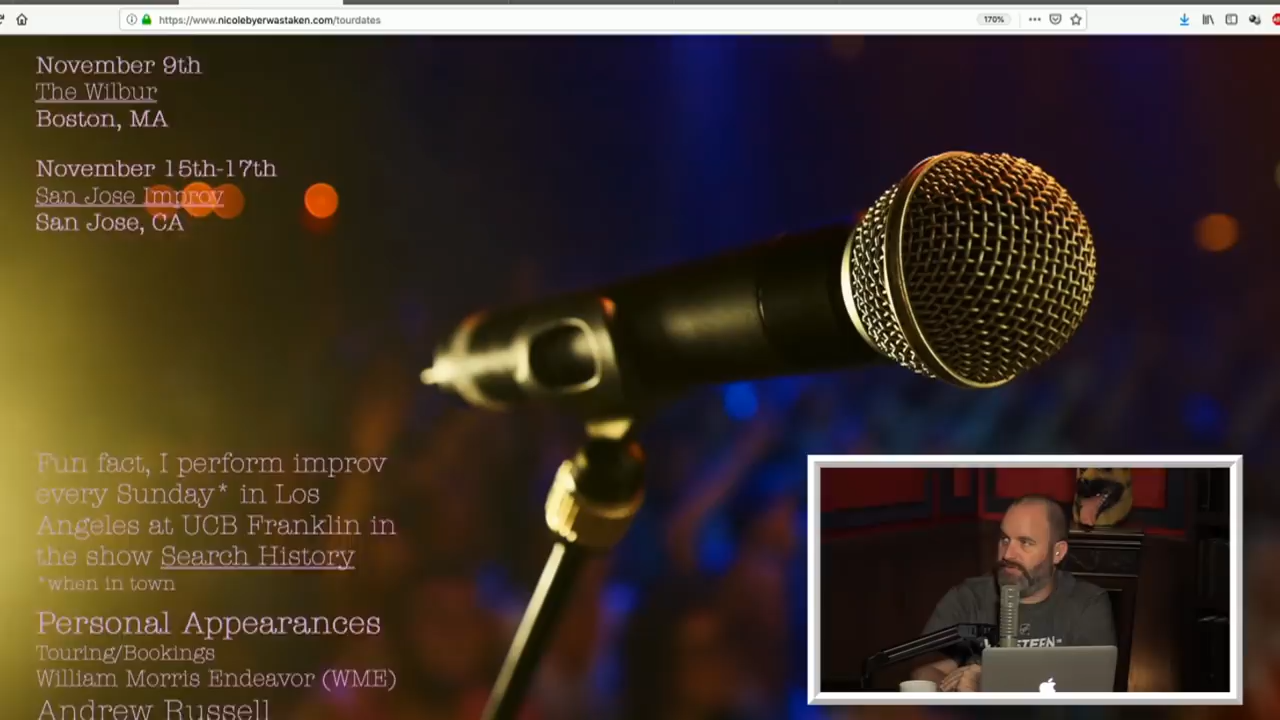 https://www.nicolebyerwastaken.com/tourdates
170%
November 9th
The Wilbur
Boston, MA
November 15th-17th
San Jose Improv
San Jose, CA
Fun fact, I perform improv
every Sunday* in Los
Angeles at UCB Franklin in
the show Search History
*when in town
Personal Appearances
Touring/Bookings
William Morris Endeavor (WME)
Andrew Russell